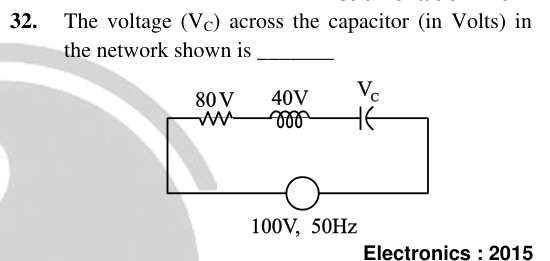 32. The voltage (V_C) across the capacitor (in Volts) in
the network shown is _______
80 V 40V V_C
100V, 50Hz
Electronics : 2015